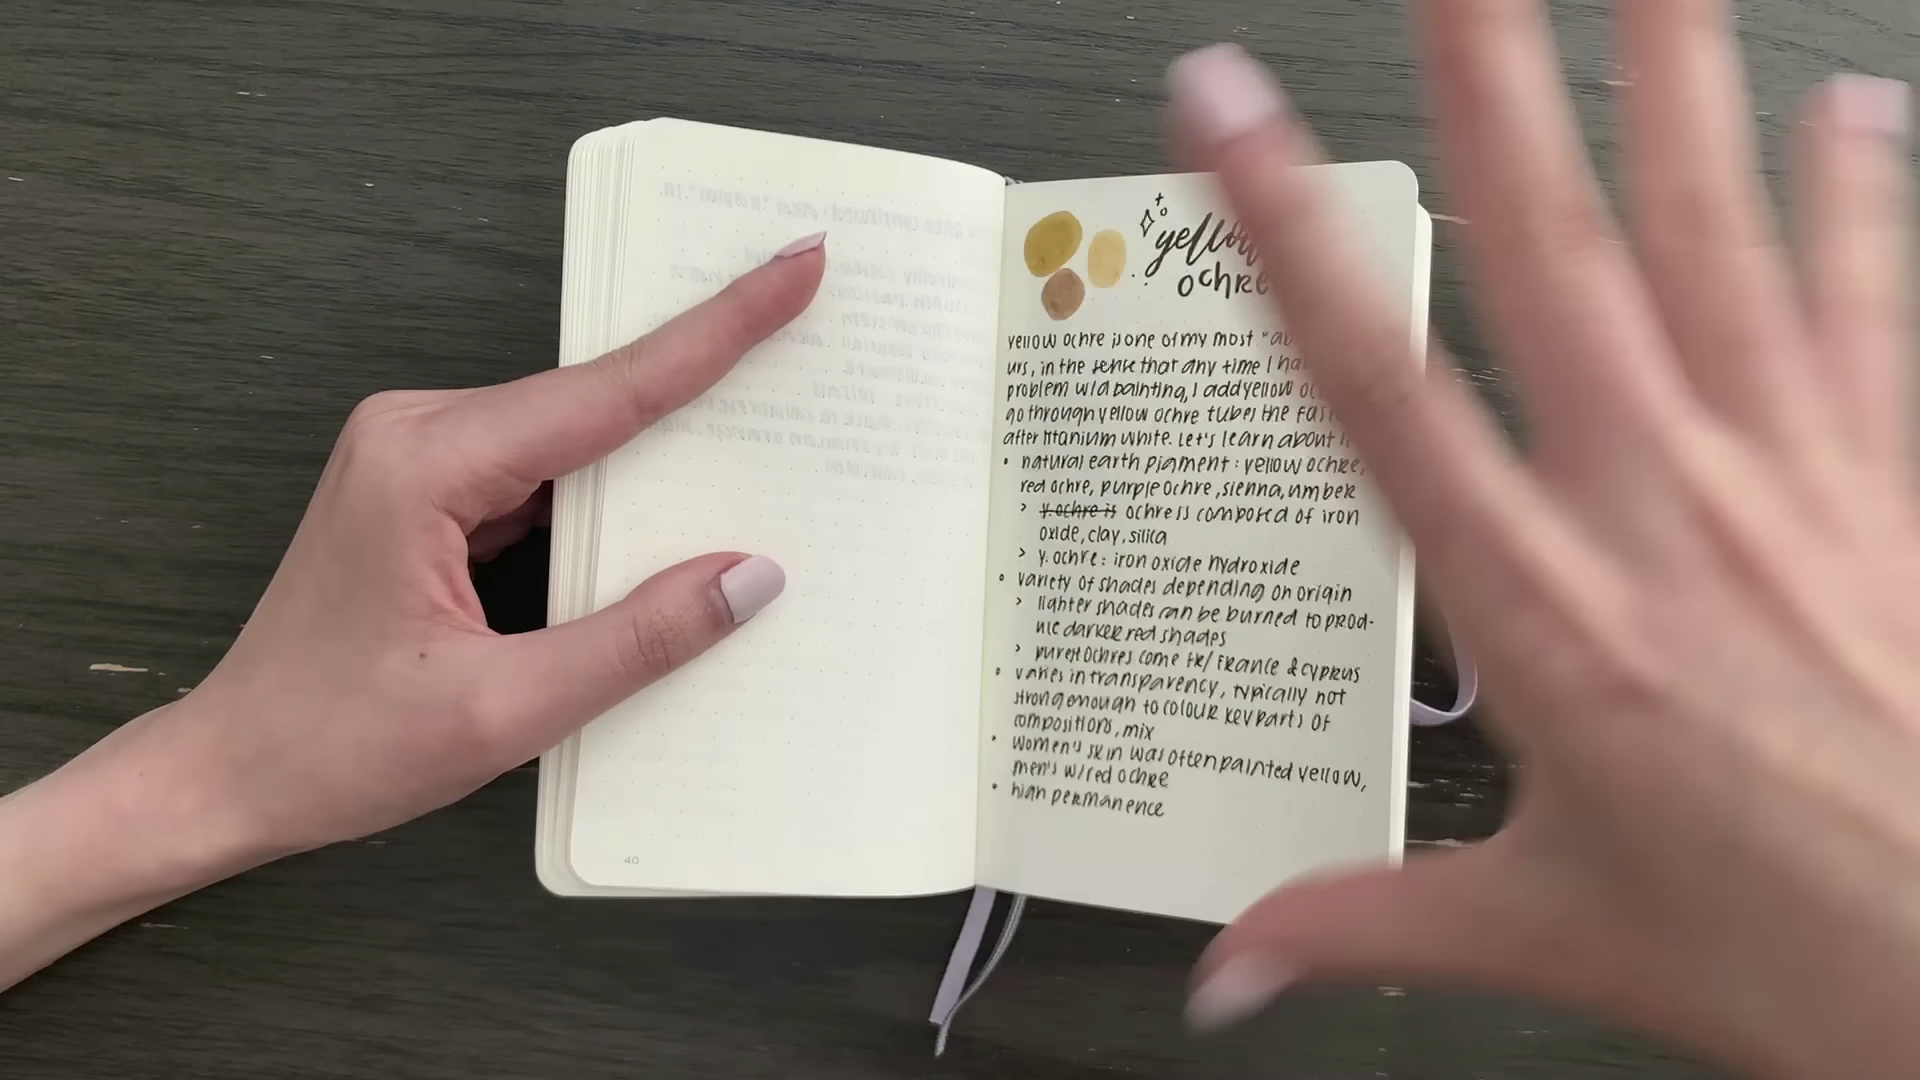 yellow
ochre
yellow ochre is one of my most
urs, in the sense that any time I
problem w/a painting, I add yellow
go through yellow ochre tubes the
after titanium white. Let's learn about
• natural earth pigment: yellow ochre,
red ochre, purple ochre, sienna, umber
> y. ochre is ochre is composed of iron
oxide, clay, silica
> y. ochre: iron oxide hydroxide
• variety of shades depending on origin
> lighter shades can be burned to prod-
uce darker red shades
> purest ochres come fr/ France & Cyprus
• varies in transparency, typically not
strong enough to colour key parts of
compositions, mix
• women's skin was often painted yellow,
men's w/ red ochre
• high permanence
40